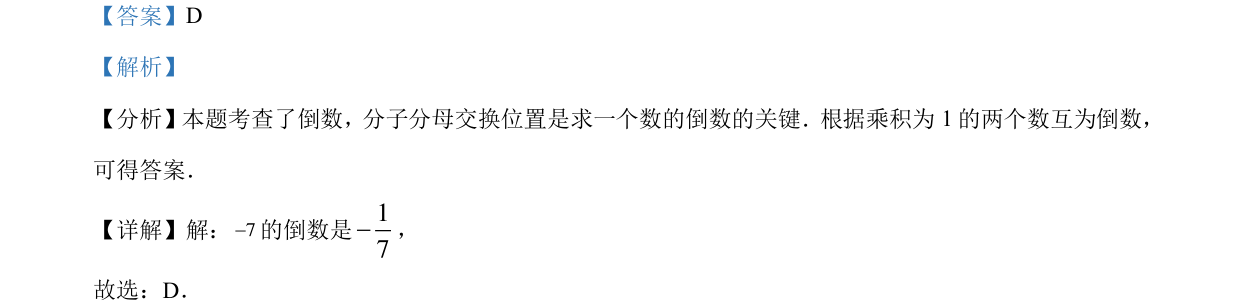 【答案】D
【解析】
【分析】本题考查了倒数，分子分母交换位置是求一个数的倒数的关键．根据乘积为 1 的两个数互为倒数，
可得答案．
【详解】解：−7 的倒数是 −1/7，
故选：D．